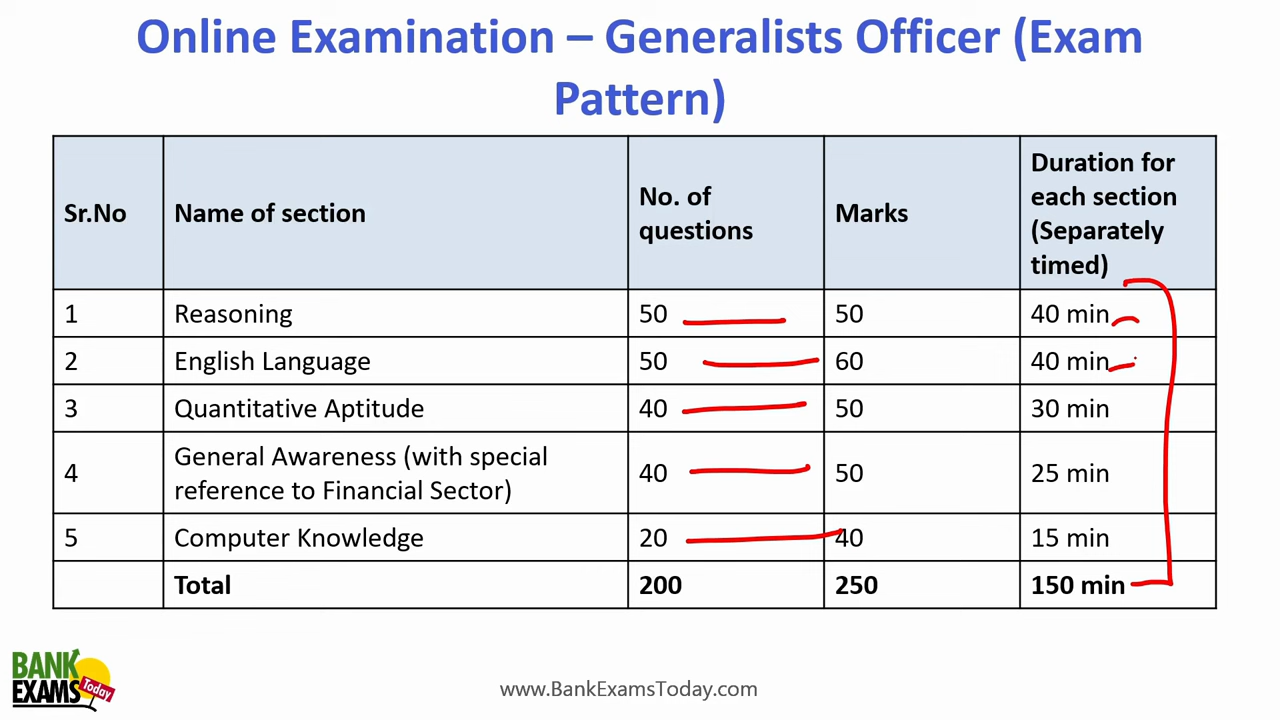 Online Examination – Generalists Officer (Exam
Pattern)
Sr.No Name of section No. of questions Marks Duration for each section (Separately timed)
1 Reasoning 50 50 40 min
2 English Language 50 60 40 min
3 Quantitative Aptitude 40 50 30 min
4 General Awareness (with special reference to Financial Sector) 40 50 25 min
5 Computer Knowledge 20 40 15 min
Total 200 250 150 min
BANK
EXAMS Today
www.BankExamsToday.com